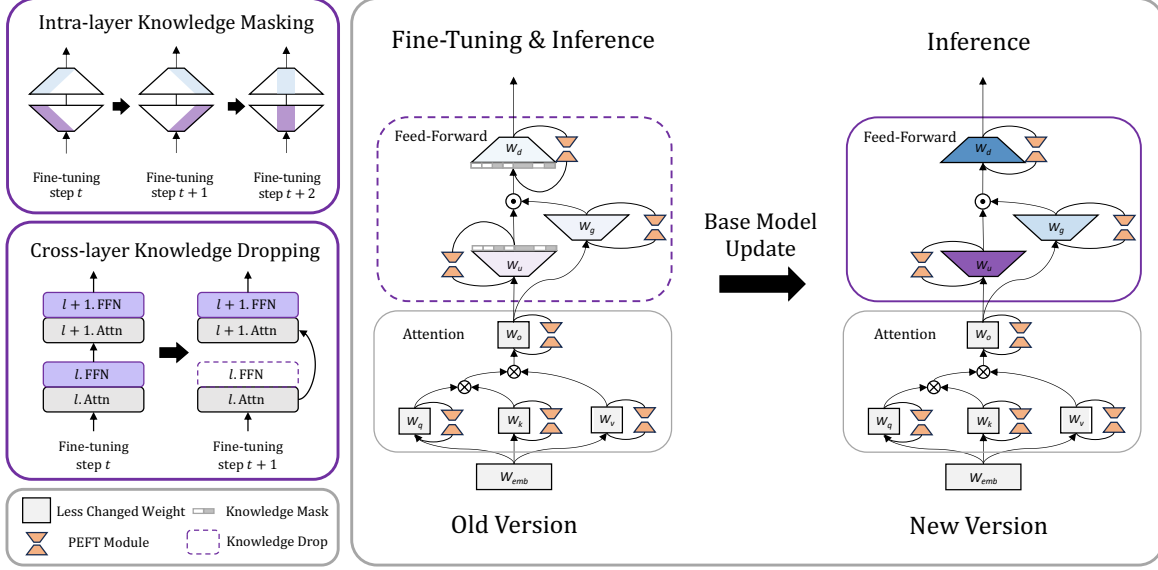 Intra-layer Knowledge Masking
Fine-tuning
step t
Fine-tuning
step t + 1
Fine-tuning
step t + 2
Cross-layer Knowledge Dropping
l + 1. FFN
l + 1. Attn
l. FFN
l. Attn
Fine-tuning
step t
l + 1. FFN
l + 1. Attn
l. FFN
l. Attn
Fine-tuning
step t + 1
Less Changed Weight
Knowledge Mask
PEFT Module
Knowledge Drop
Fine-Tuning & Inference
Feed-Forward
W_d
W_g
W_u
Attention
W_o
W_q
W_k
W_v
W_emb
Old Version
Base Model
Update
Inference
Feed-Forward
W_d
W_g
W_u
Attention
W_o
W_q
W_k
W_v
W_emb
New Version